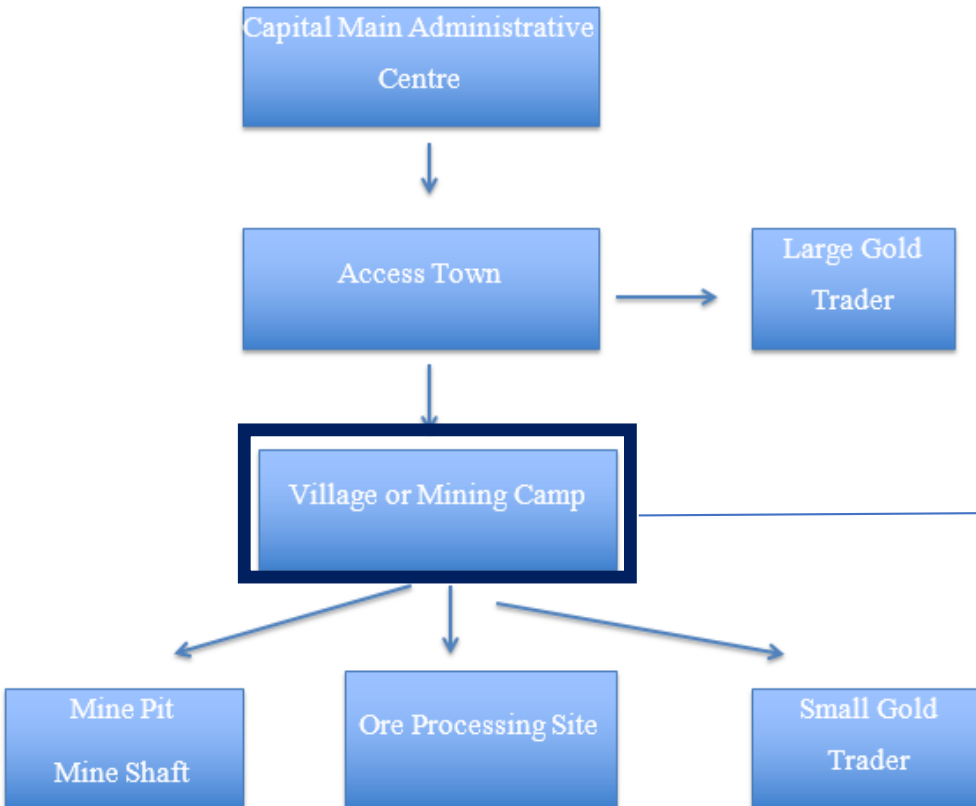 Capital Main Administrative
Centre
Access Town
Large Gold
Trader
Village or Mining Camp
Mine Pit
Mine Shaft
Ore Processing Site
Small Gold
Trader